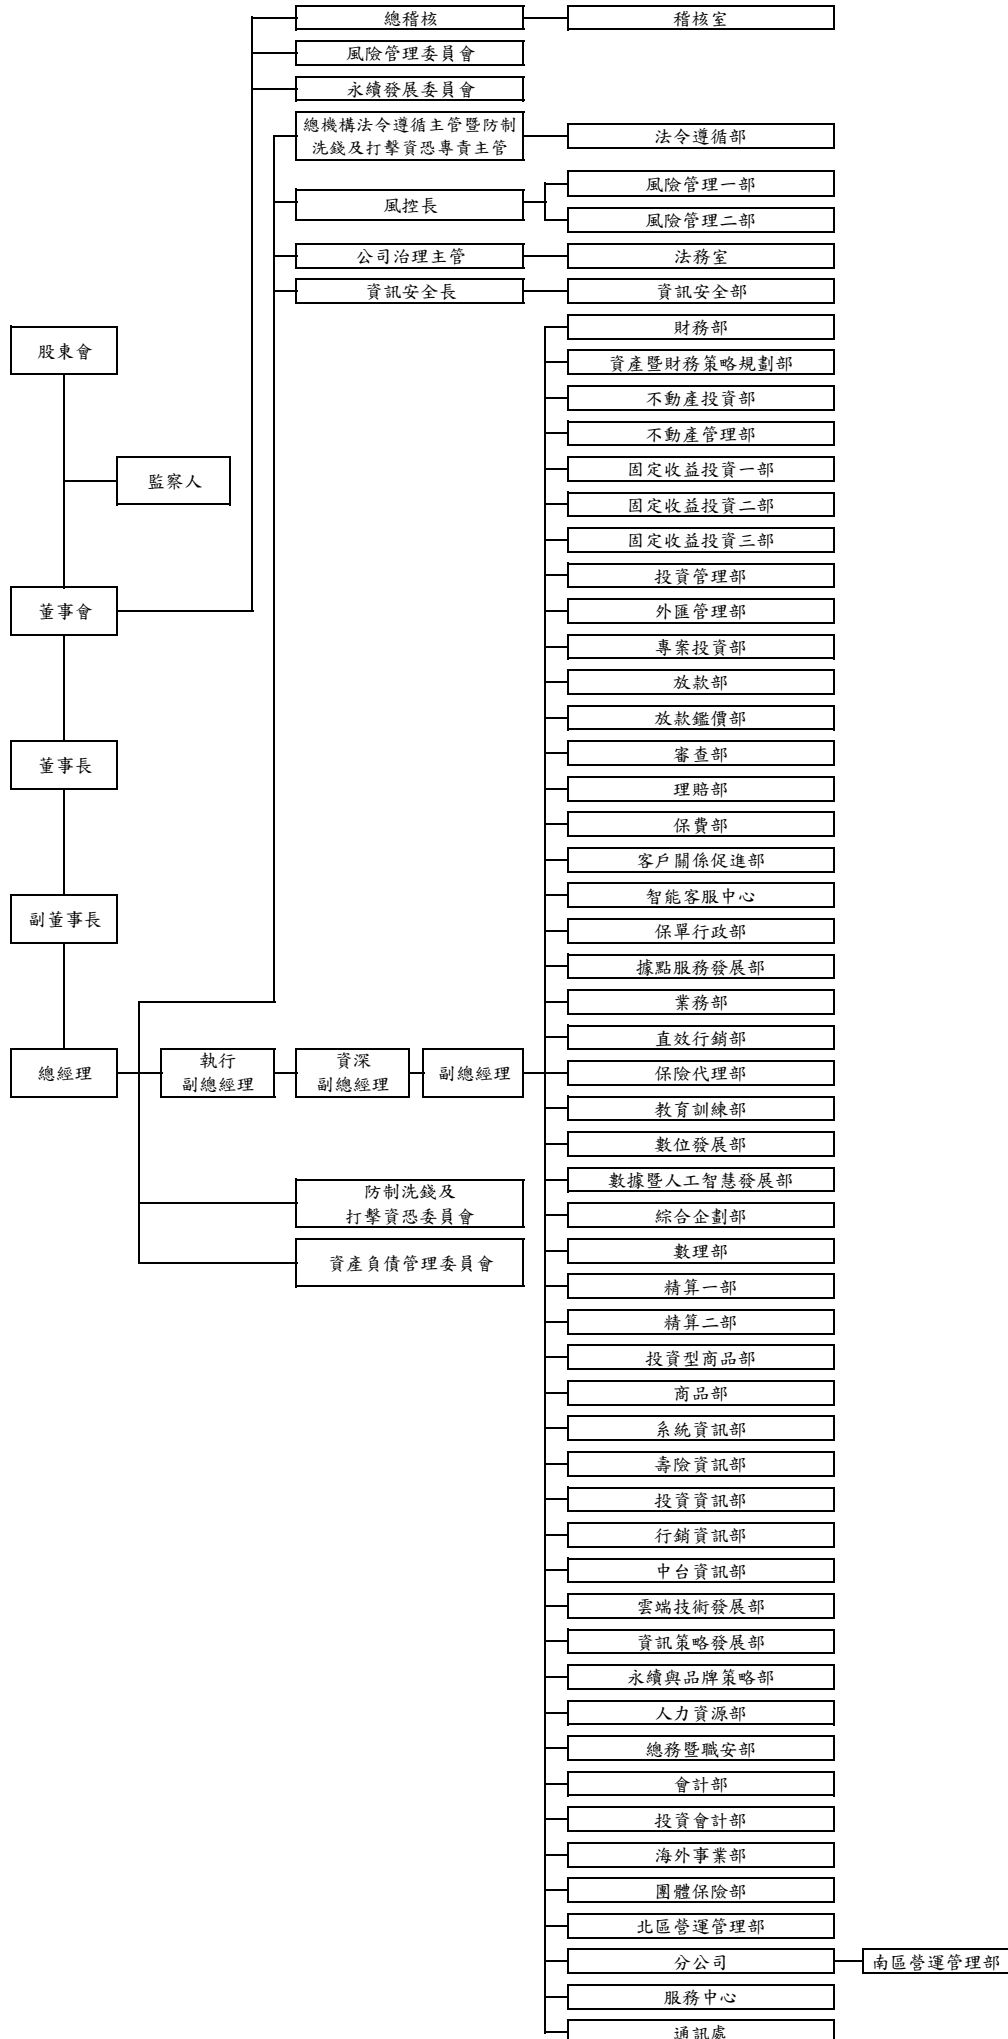 總稽核
稽核室
風險管理委員會
永續發展委員會
總機構法令遵循主管暨防制
洗錢及打擊資恐專責主管
法令遵循部
風控長
風險管理一部
風險管理二部
公司治理主管
法務室
資訊安全長
資訊安全部
股東會
監察人
董事會
董事長
副董事長
總經理
執行
副總經理
資深
副總經理
副總經理
防制洗錢及
打擊資恐委員會
資產負債管理委員會
財務部
資產暨財務策略規劃部
不動產投資部
不動產管理部
固定收益投資一部
固定收益投資二部
固定收益投資三部
投資管理部
外匯管理部
專案投資部
放款部
放款鑑價部
審查部
理賠部
保費部
客戶關係促進部
智能客服中心
保單行政部
據點服務發展部
業務部
直效行銷部
保險代理部
教育訓練部
數位發展部
數據暨人工智慧發展部
綜合企劃部
數理部
精算一部
精算二部
投資型商品部
商品部
系統資訊部
壽險資訊部
投資資訊部
行銷資訊部
中台資訊部
雲端技術發展部
資訊策略發展部
永續與品牌策略部
人力資源部
總務暨職安部
會計部
投資會計部
海外事業部
團體保險部
北區營運管理部
分公司
南區營運管理部
服務中心
通訊處